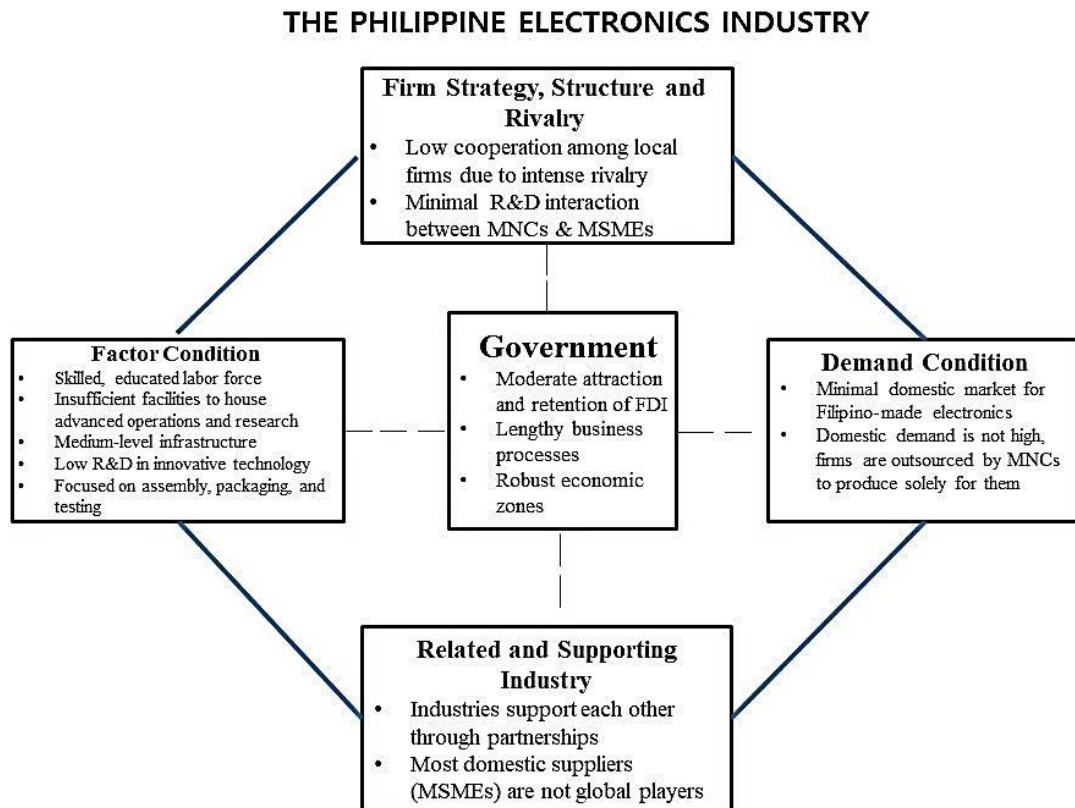 THE PHILIPPINE ELECTRONICS INDUSTRY
Firm Strategy, Structure and
Rivalry
• Low cooperation among local
firms due to intense rivalry
• Minimal R&D interaction
between MNCs & MSMEs
Factor Condition
• Skilled, educated labor force
• Insufficient facilities to house
advanced operations and research
• Medium-level infrastructure
• Low R&D in innovative technology
• Focused on assembly, packaging, and
testing
Government
• Moderate attraction
and retention of FDI
• Lengthy business
processes
• Robust economic
zones
Demand Condition
• Minimal domestic market for
Filipino-made electronics
• Domestic demand is not high,
firms are outsourced by MNCs
to produce solely for them
Related and Supporting
Industry
• Industries support each other
through partnerships
• Most domestic suppliers
(MSMEs) are not global players